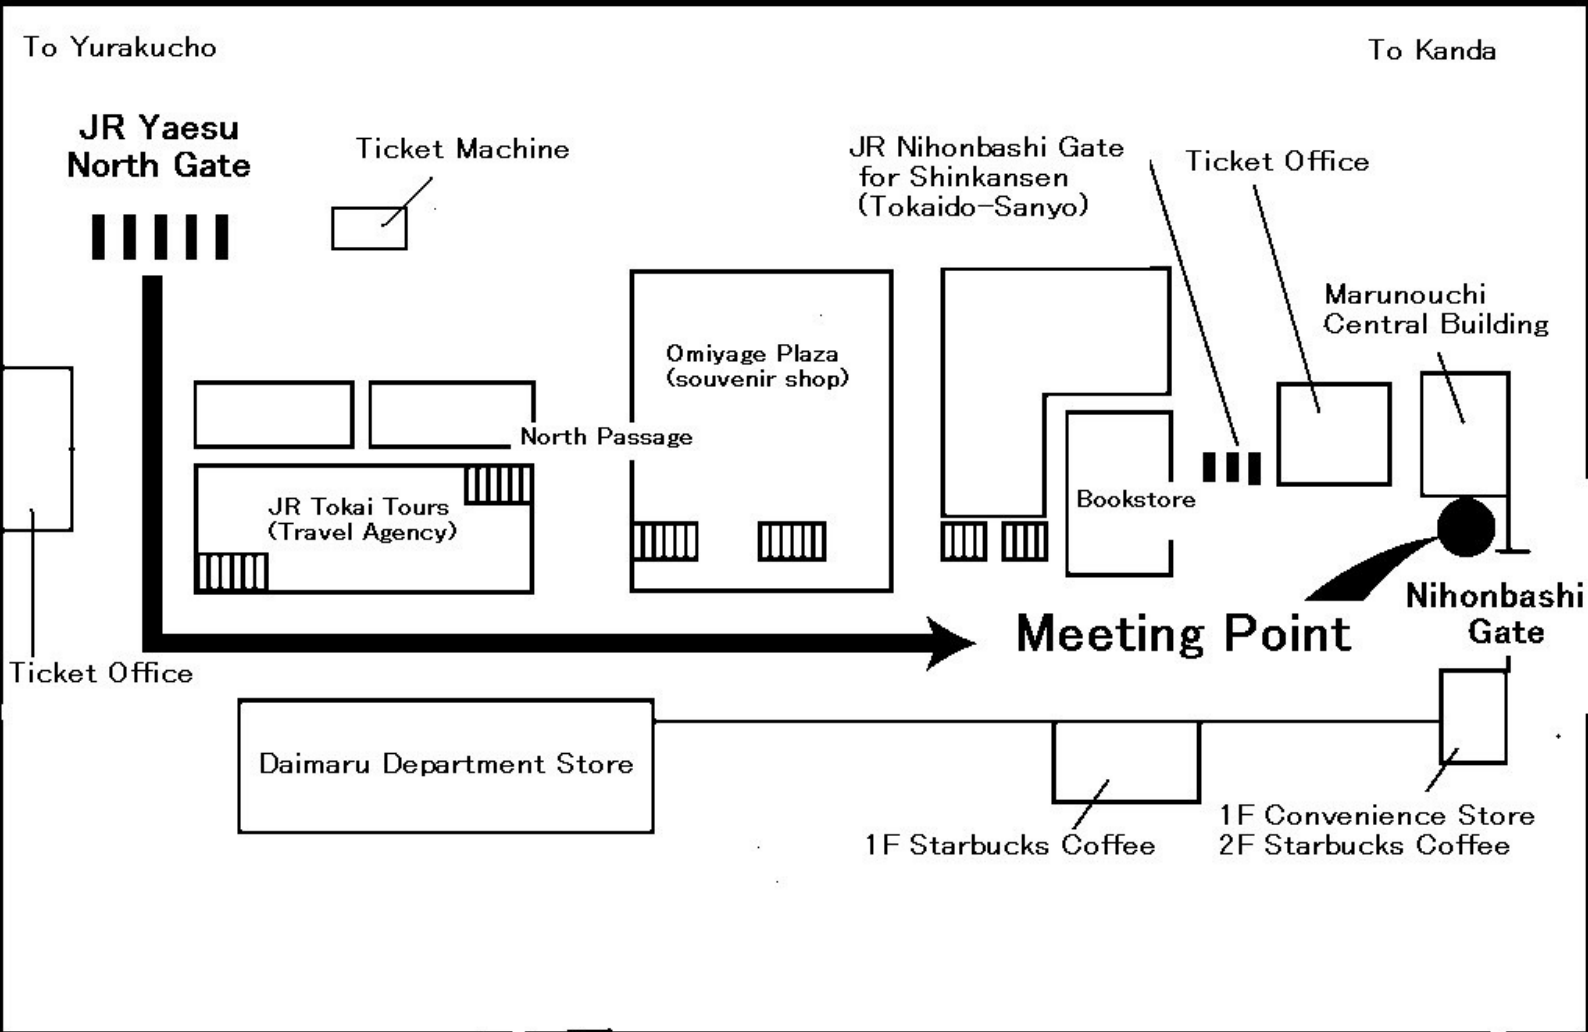 To Yurakucho
To Kanda
JR Yaesu
North Gate
Ticket Machine
JR Nihonbashi Gate
for Shinkansen
(Tokaido-Sanyo)
Ticket Office
Marunouchi
Central Building
Omiyage Plaza
(souvenir shop)
North Passage
JR Tokai Tours
(Travel Agency)
Bookstore
Nihonbashi
Gate
Meeting Point
Ticket Office
Daimaru Department Store
1F Starbucks Coffee
1F Convenience Store
2F Starbucks Coffee